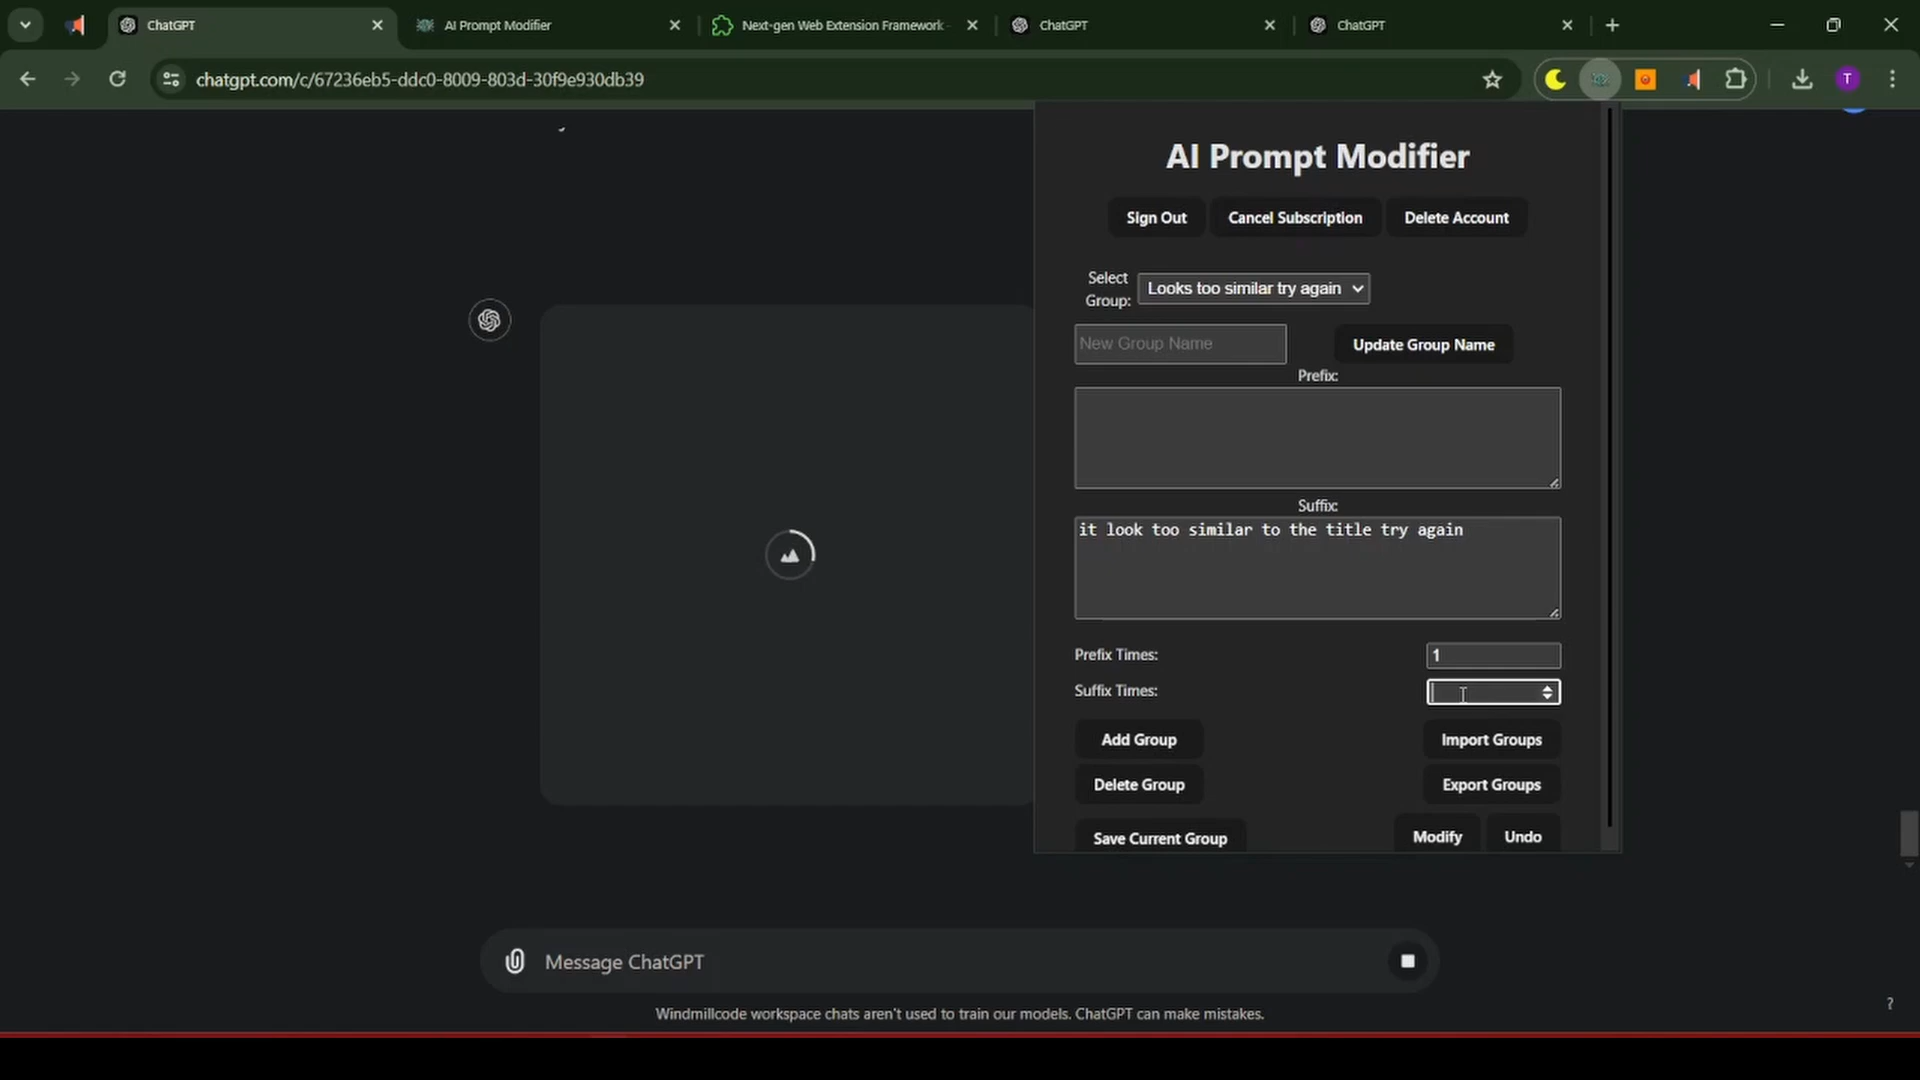 ChatGPT
AI Prompt Modifier
Next-gen Web Extension Framework
ChatGPT
ChatGPT
chatgpt.com/c/67236eb5-ddc0-8009-803d-30f9e930db39
T
AI Prompt Modifier
Sign Out
Cancel Subscription
Delete Account
Select
Group:
Looks too similar try again
New Group Name
Update Group Name
Prefix:
Suffix:
it look too similar to the title try again
Prefix Times:
1
Suffix Times:
Add Group
Import Groups
Delete Group
Export Groups
Save Current Group
Modify
Undo
Message ChatGPT
Windmillcode workspace chats aren't used to train our models. ChatGPT can make mistakes.
?